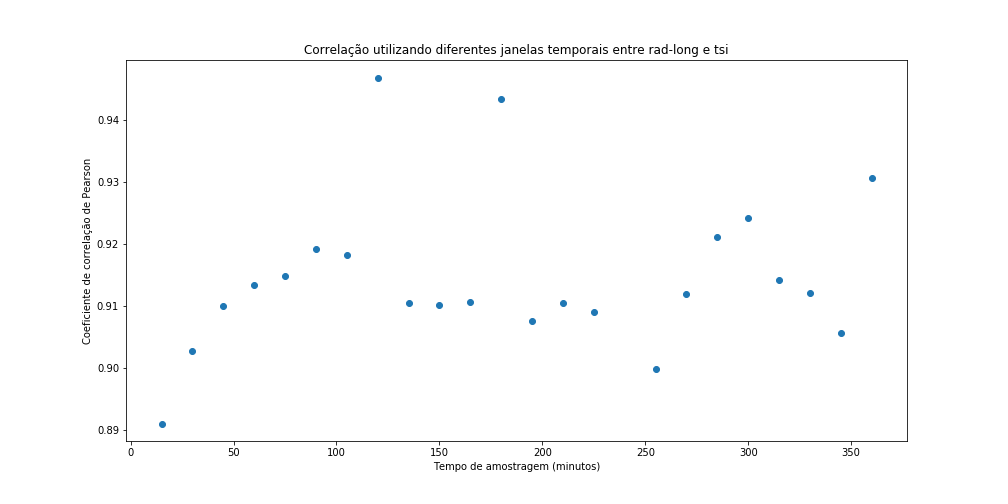 Correlação utilizando diferentes janelas temporais entre rad-long e tsi
Coeficiente de correlação de Pearson
0.94
0.93
0.92
0.91
0.90
0.89
0 50 100 150 200 250 300 350
Tempo de amostragem (minutos)